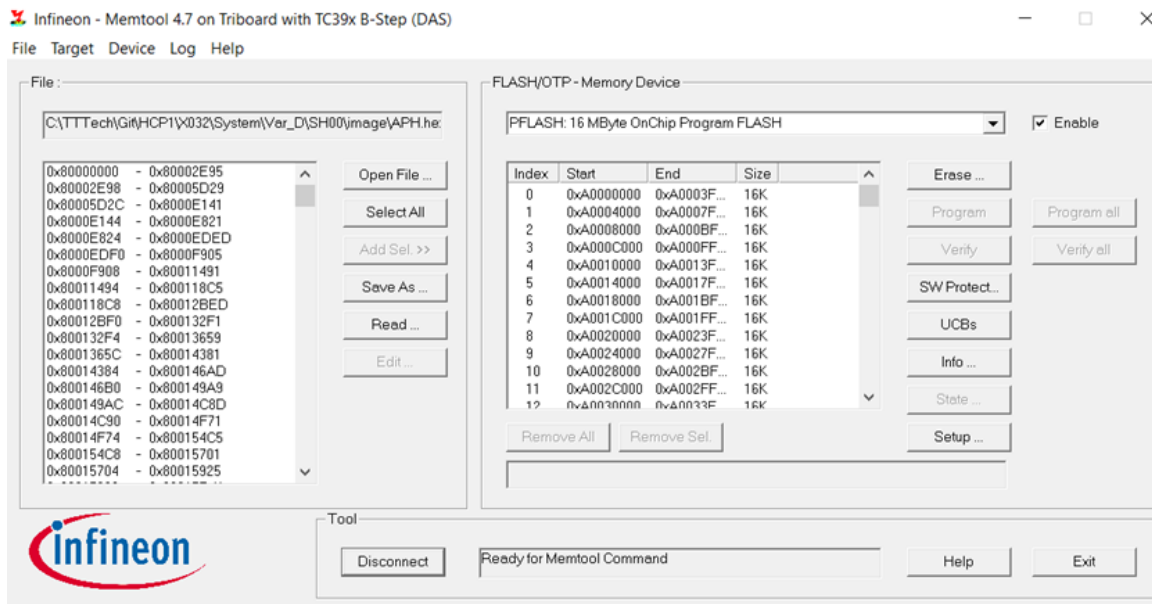 Infineon - Memtool 4.7 on Triboard with TC39x B-Step (DAS)
File Target Device Log Help
File :
C:\TTTech\Git\HCP1\X032\System\Var_D\SH00\image\APH.he
0x80000000 - 0x80002E95
0x80002E98 - 0x80005D29
0x80005D2C - 0x8000E141
0x8000E144 - 0x8000E821
0x8000E824 - 0x8000EDED
0x8000EDF0 - 0x8000F905
0x8000F908 - 0x80011491
0x80011494 - 0x800118C5
0x800118C8 - 0x80012BED
0x80012BF0 - 0x800132F1
0x800132F4 - 0x80013659
0x8001365C - 0x80014381
0x80014384 - 0x800146AD
0x800146B0 - 0x800149A9
0x800149AC - 0x80014C8D
0x80014C90 - 0x80014F71
0x80014F74 - 0x800154C5
0x800154C8 - 0x80015701
0x80015704 - 0x80015925
Open File ...
Select All
Add Sel. >>
Save As ...
Read ...
Edit ...
FLASH/OTP - Memory Device
PFLASH: 16 MByte OnChip Program FLASH
Enable
Index Start End Size
0 0xA0000000 0xA0003F... 16K
1 0xA0004000 0xA0007F... 16K
2 0xA0008000 0xA000BF... 16K
3 0xA000C000 0xA000FF... 16K
4 0xA0010000 0xA0013F... 16K
5 0xA0014000 0xA0017F... 16K
6 0xA0018000 0xA001BF... 16K
7 0xA001C000 0xA001FF... 16K
8 0xA0020000 0xA0023F... 16K
9 0xA0024000 0xA0027F... 16K
10 0xA0028000 0xA002BF... 16K
11 0xA002C000 0xA002FF... 16K
12 0xA0030000 0xA0033F... 16K
Erase ...
Program
Program all
Verify
Verify all
SW Protect...
UCBs
Info ...
State ...
Setup ...
Remove All
Remove Sel.
infineon
Tool
Disconnect
Ready for Memtool Command
Help
Exit